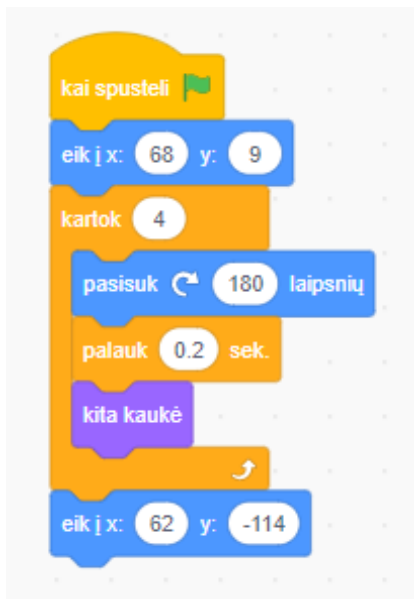 kai spusteli
eik į x: 68 y: 9
kartok 4
pasisuk 180 laipsnių
palauk 0.2 sek.
kita kaukė
eik į x: 62 y: -114